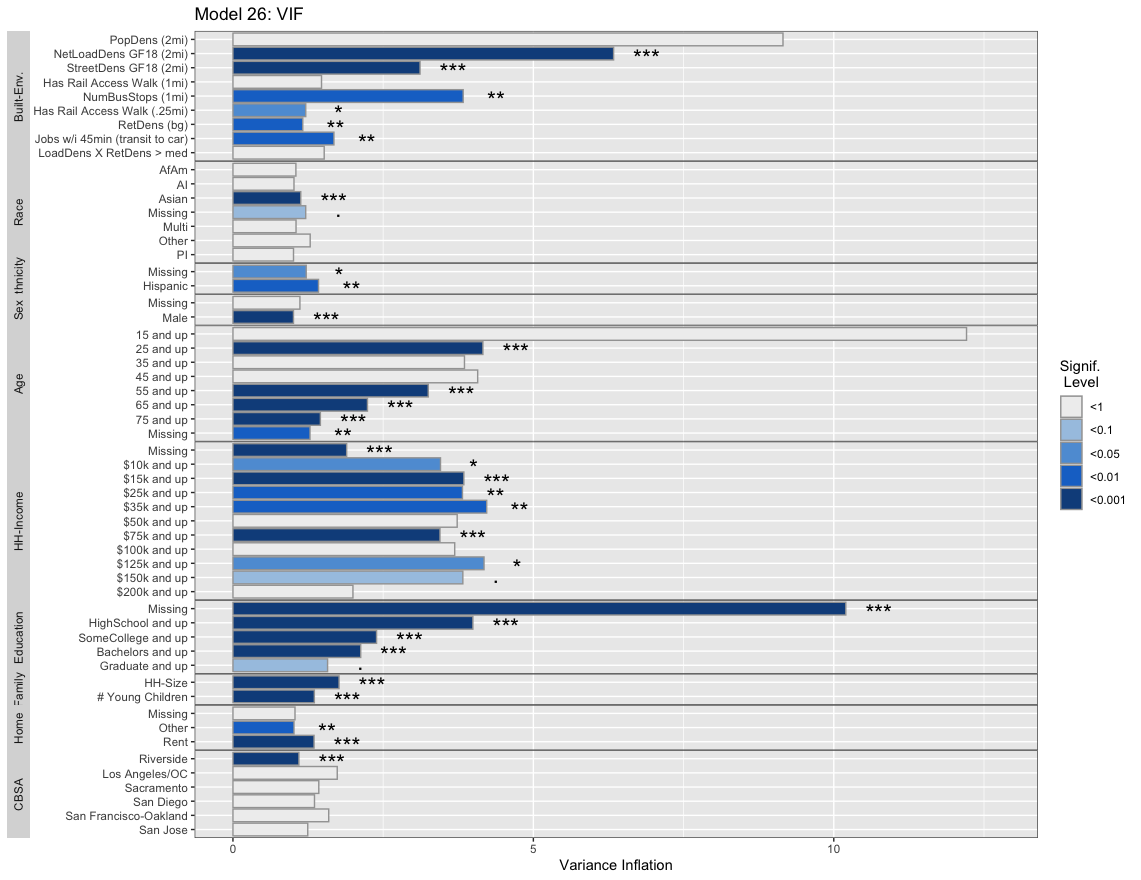 Model 26: VIF
Built-Env.
PopDens (2mi)
NetLoadDens GF18 (2mi) ***
StreetDens GF18 (2mi) ***
Has Rail Access Walk (1mi)
NumBusStops (1mi) **
Has Rail Access Walk (.25mi) *
RetDens (bg) **
Jobs w/i 45min (transit to car) **
LoadDens X RetDens > med
Race
AfAm
AI
Asian ***
Missing .
Multi
Other
PI
thnicity
Missing *
Hispanic **
Sex
Missing
Male ***
Age
15 and up
25 and up ***
35 and up
45 and up
55 and up ***
65 and up ***
75 and up ***
Missing **
HH-Income
Missing ***
$10k and up *
$15k and up ***
$25k and up **
$35k and up **
$50k and up
$75k and up ***
$100k and up
$125k and up *
$150k and up .
$200k and up
Education
Missing ***
HighSchool and up ***
SomeCollege and up ***
Bachelors and up ***
Graduate and up .
Family
HH-Size ***
# Young Children ***
Home
Missing
Other **
Rent ***
CBSA
Riverside ***
Los Angeles/OC
Sacramento
San Diego
San Francisco-Oakland
San Jose
0 5 10
Variance Inflation
Signif.
Level
<1
<0.1
<0.05
<0.01
<0.001